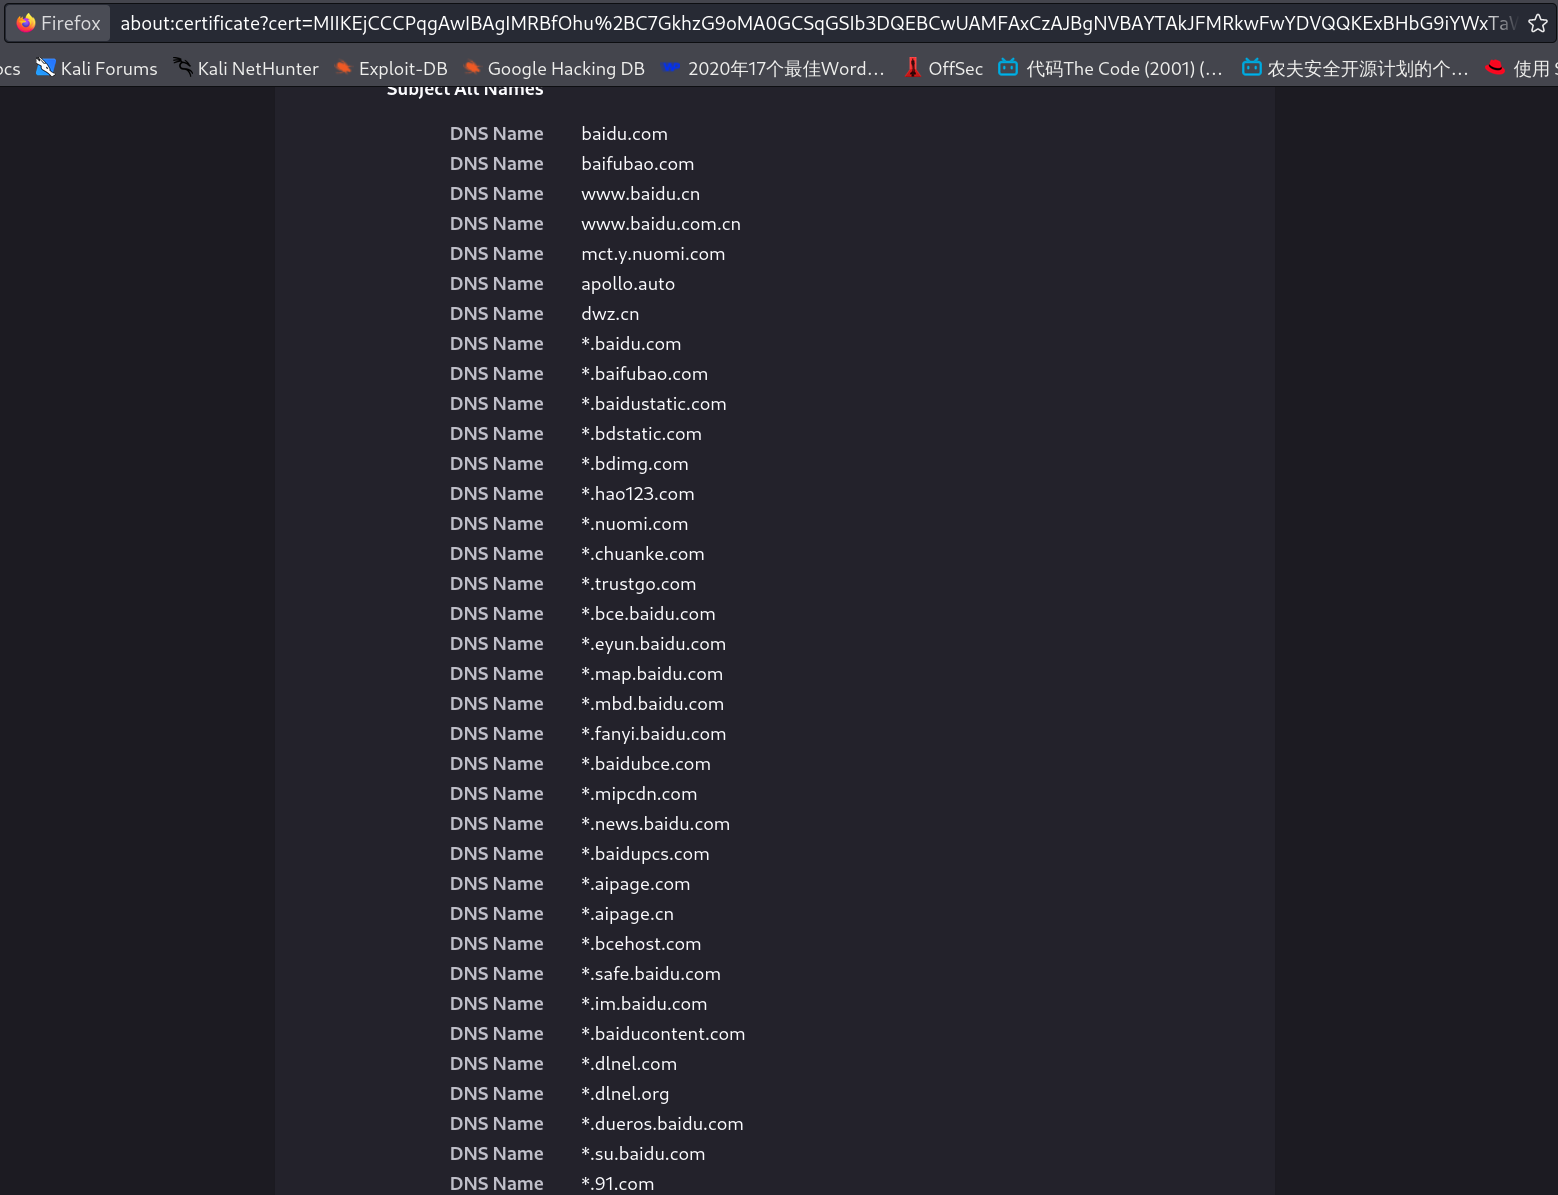 Firefox about:certificate?cert=MIIKEjCCCPqgAwIBAgIMRBfOhu%2BC7GkhzG9oMA0GCSqGSIb3DQEBCwUAMFAxCzAJBgNVBAYTAkJFMRkwFwYDVQQKExBHbG9iYWxTaW
ocs Kali Forums Kali NetHunter Exploit-DB Google Hacking DB 2020年17个最佳Word... OffSec 代码The Code (2001) (... 农夫安全开源计划的个... 使用 S
Subject Alt Names
DNS Name baidu.com
DNS Name baifubao.com
DNS Name www.baidu.cn
DNS Name www.baidu.com.cn
DNS Name mct.y.nuomi.com
DNS Name apollo.auto
DNS Name dwz.cn
DNS Name *.baidu.com
DNS Name *.baifubao.com
DNS Name *.baidustatic.com
DNS Name *.bdstatic.com
DNS Name *.bdimg.com
DNS Name *.hao123.com
DNS Name *.nuomi.com
DNS Name *.chuanke.com
DNS Name *.trustgo.com
DNS Name *.bce.baidu.com
DNS Name *.eyun.baidu.com
DNS Name *.map.baidu.com
DNS Name *.mbd.baidu.com
DNS Name *.fanyi.baidu.com
DNS Name *.baidubce.com
DNS Name *.mipcdn.com
DNS Name *.news.baidu.com
DNS Name *.baidupcs.com
DNS Name *.aipage.com
DNS Name *.aipage.cn
DNS Name *.bcehost.com
DNS Name *.safe.baidu.com
DNS Name *.im.baidu.com
DNS Name *.baiducontent.com
DNS Name *.dlnel.com
DNS Name *.dlnel.org
DNS Name *.dueros.baidu.com
DNS Name *.su.baidu.com
DNS Name *.91.com